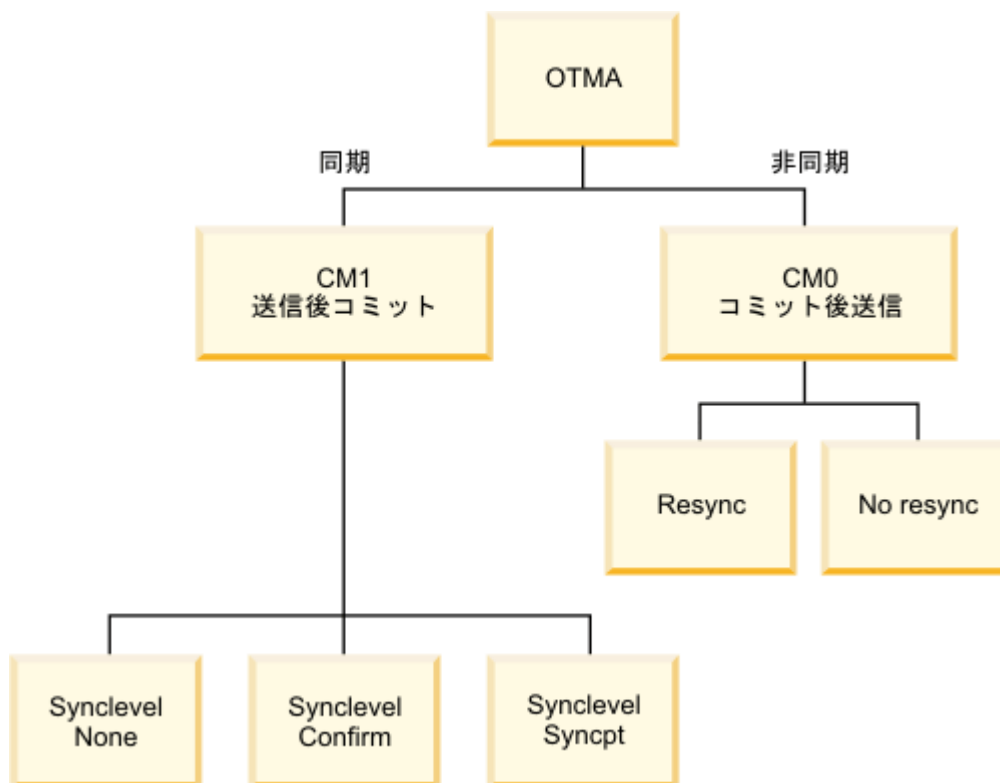 OTMA
同期
非同期
CM1
送信後コミット
CM0
コミット後送信
Resync
No resync
Synclevel
None
Synclevel
Confirm
Synclevel
Syncpt